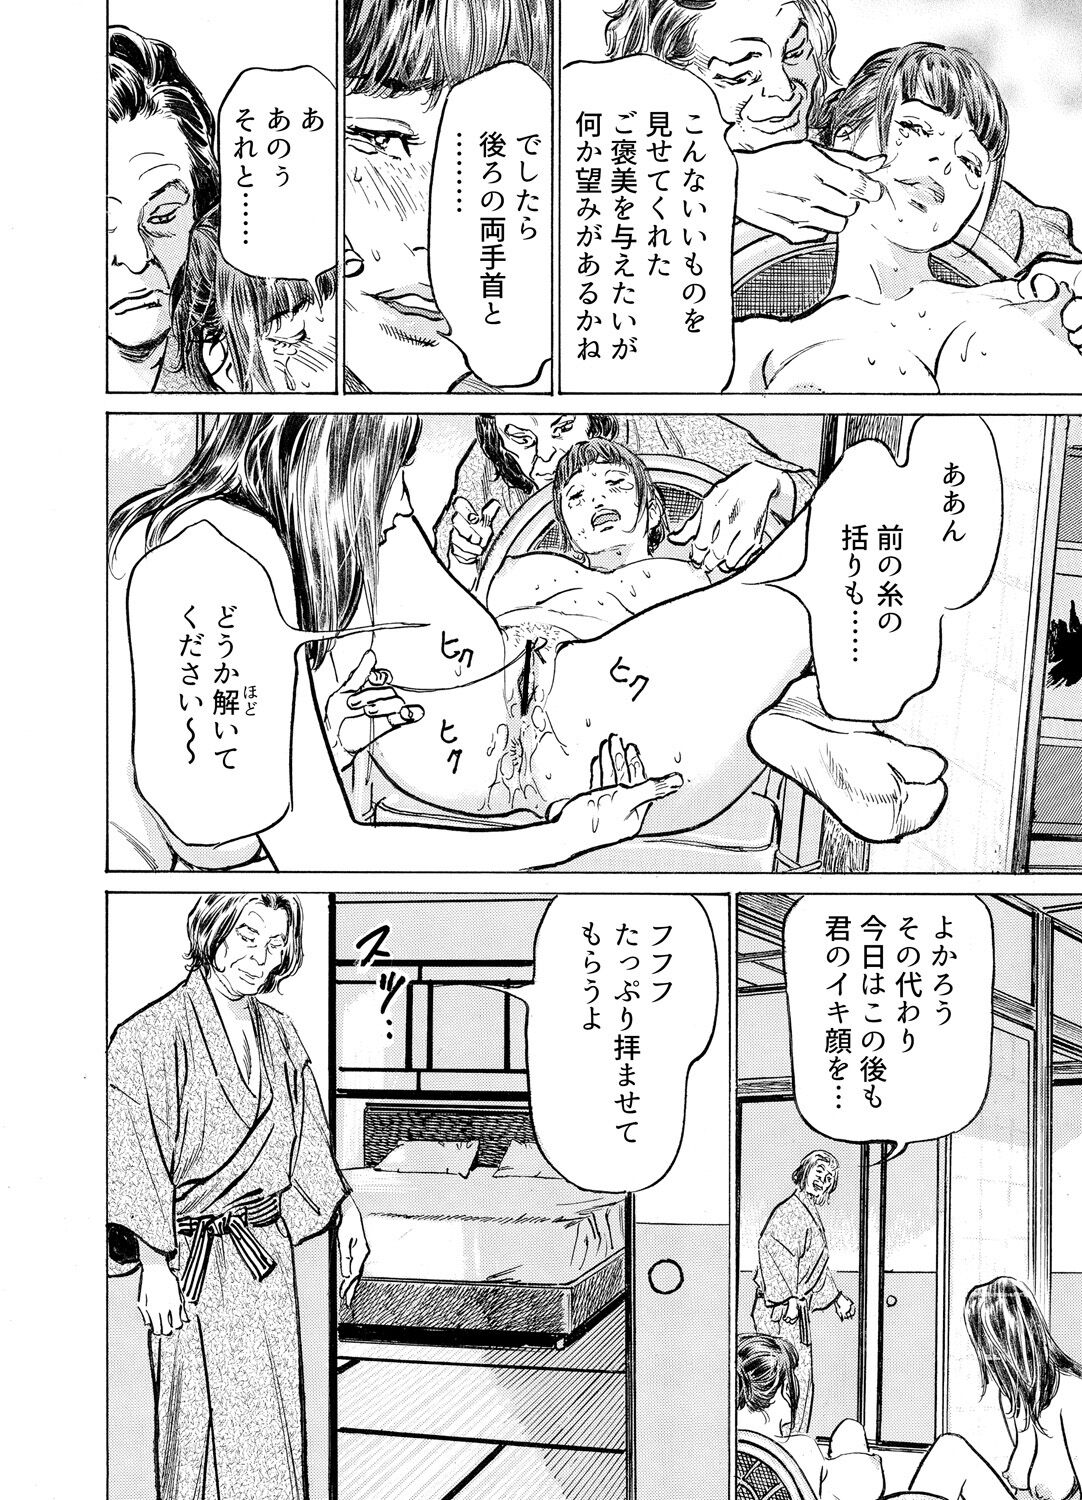 こんないいものを
見せてくれた
ご褒美を与えたいが
何か望みがあるかね
でしたら
後ろの両手首と
………
あ
あのぅ
それと……
ああん
前の糸の
括りも……
どうか解いて
ほど
ください～～
ヒク
ヒク
ヒク
よかろう
その代わり
今日はこの後も
君のイキ顔を…
フフフ
たっぷり拝ませて
もらうよ
スッ…